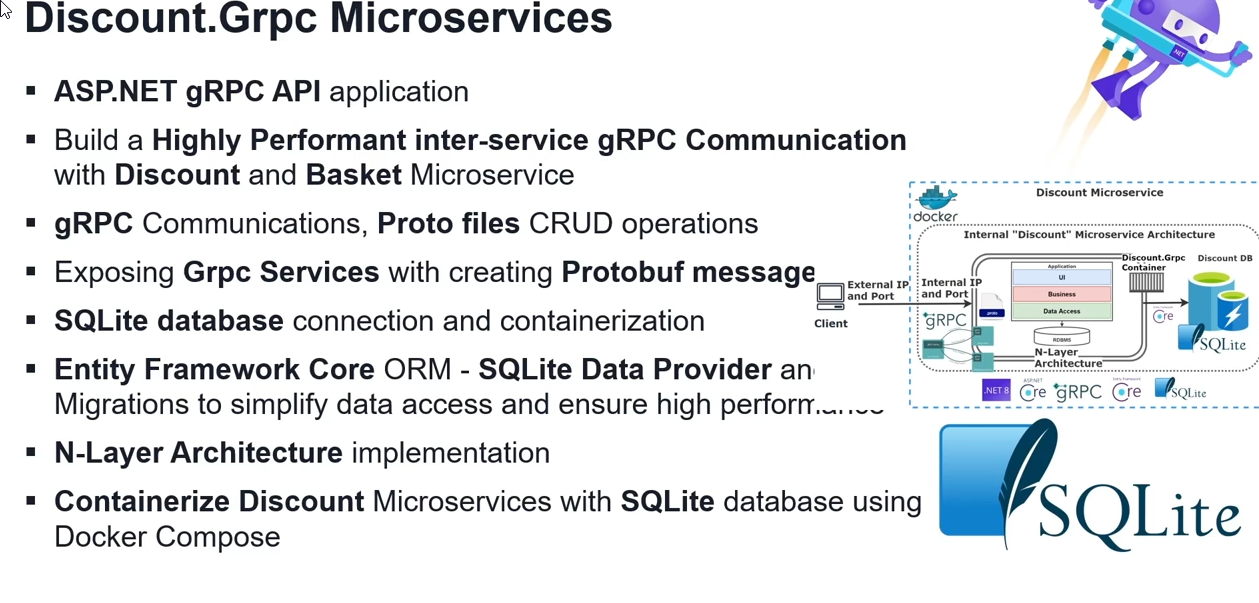 Discount.Grpc Microservices
▪ ASP.NET gRPC API application
▪ Build a Highly Performant inter-service gRPC Communication
with Discount and Basket Microservice
▪ gRPC Communications, Proto files CRUD operations
▪ Exposing Grpc Services with creating Protobuf message
▪ SQLite database connection and containerization
▪ Entity Framework Core ORM - SQLite Data Provider an
Migrations to simplify data access and ensure high performance
▪ N-Layer Architecture implementation
▪ Containerize Discount Microservices with SQLite database using
Docker Compose
.NET
docker
Discount Microservice
Internal "Discount" Microservice Architecture
Client
External IP
and Port
Internal IP
and Port
proto
gRPC
Application
UI
Business
Data Access
RDBMS
N-Layer
Architecture
Discount.Grpc
Container
Discount DB
Core
SQLite
.NET 8
ASP.NET
Core
gRPC
Core
SQLite
SQLite